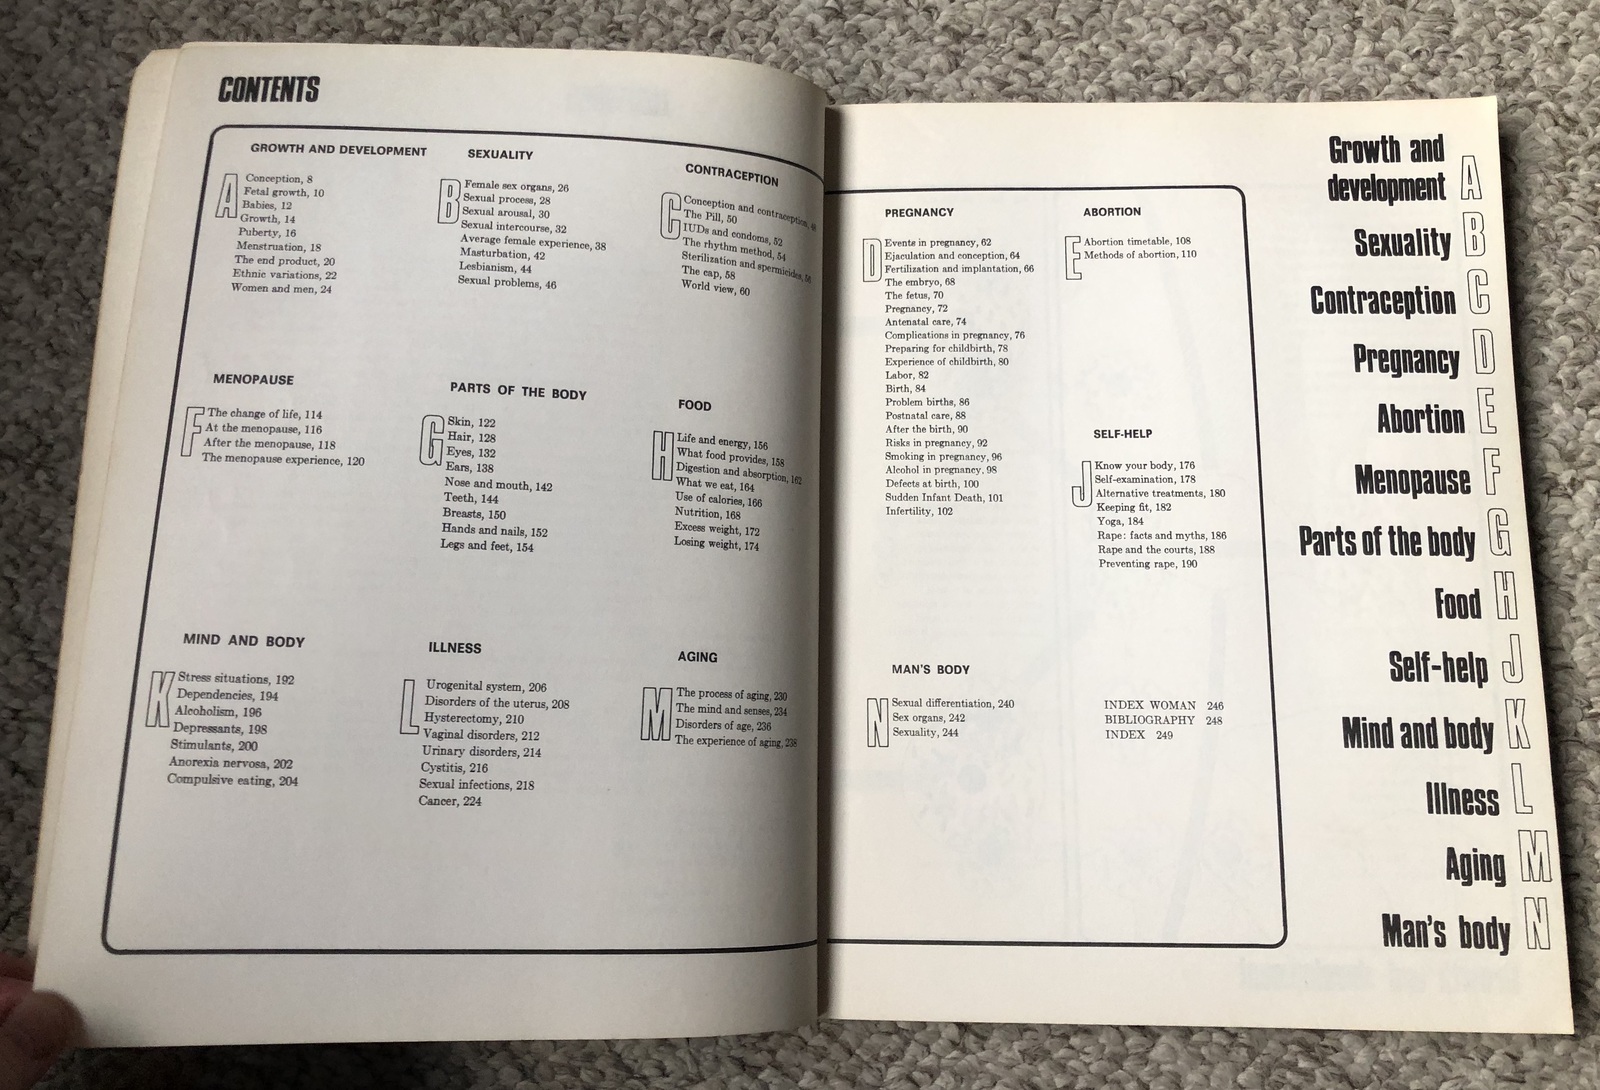 CONTENTS
GROWTH AND DEVELOPMENT
A
Conception, 8
Fetal growth, 10
Babies, 12
Growth, 14
Puberty, 16
Menstruation, 18
The end product, 20
Ethnic variations, 22
Women and men, 24
SEXUALITY
B
Female sex organs, 26
Sexual process, 28
Sexual arousal, 30
Sexual intercourse, 32
Average female experience, 38
Masturbation, 42
Lesbianism, 44
Sexual problems, 46
CONTRACEPTION
C
Conception and contraception,
The Pill, 50
IUDs and condoms, 52
The rhythm method, 54
Sterilization and spermicides,
The cap, 58
World view, 60
PREGNANCY
D
Events in pregnancy, 62
Ejaculation and conception, 64
Fertilization and implantation, 66
The embryo, 68
The fetus, 70
Pregnancy, 72
Antenatal care, 74
Complications in pregnancy, 76
Preparing for childbirth, 78
Experience of childbirth, 80
Labor, 82
Birth, 84
Problem births, 86
Postnatal care, 88
After the birth, 90
Risks in pregnancy, 92
Smoking in pregnancy, 96
Alcohol in pregnancy, 98
Defects at birth, 100
Sudden Infant Death, 101
Infertility, 102
ABORTION
E
Abortion timetable, 108
Methods of abortion, 110
MENOPAUSE
F
The change of life, 114
At the menopause, 116
After the menopause, 118
The menopause experience, 120
PARTS OF THE BODY
G
Skin, 122
Hair, 128
Eyes, 132
Ears, 138
Nose and mouth, 142
Teeth, 144
Breasts, 150
Hands and nails, 152
Legs and feet, 154
FOOD
H
Life and energy, 156
What food provides, 158
Digestion and absorption, 162
What we eat, 164
Use of calories, 166
Nutrition, 168
Excess weight, 172
Losing weight, 174
SELF-HELP
J
Know your body, 176
Self-examination, 178
Alternative treatments, 180
Keeping fit, 182
Yoga, 184
Rape: facts and myths, 186
Rape and the courts, 188
Preventing rape, 190
MIND AND BODY
K
Stress situations, 192
Dependencies, 194
Alcoholism, 196
Depressants, 198
Stimulants, 200
Anorexia nervosa, 202
Compulsive eating, 204
ILLNESS
L
Urogenital system, 206
Disorders of the uterus, 208
Hysterectomy, 210
Vaginal disorders, 212
Urinary disorders, 214
Cystitis, 216
Sexual infections, 218
Cancer, 224
AGING
M
The process of aging, 230
The mind and senses, 234
Disorders of age, 236
The experience of aging, 238
MAN'S BODY
N
Sexual differentiation, 240
Sex organs, 242
Sexuality, 244
INDEX WOMAN 246
BIBLIOGRAPHY 248
INDEX 249
Growth and
development A
Sexuality B
Contraception C
Pregnancy D
Abortion E
Menopause F
Parts of the body G
Food H
Self-help J
Mind and body K
Illness L
Aging M
Man's body N